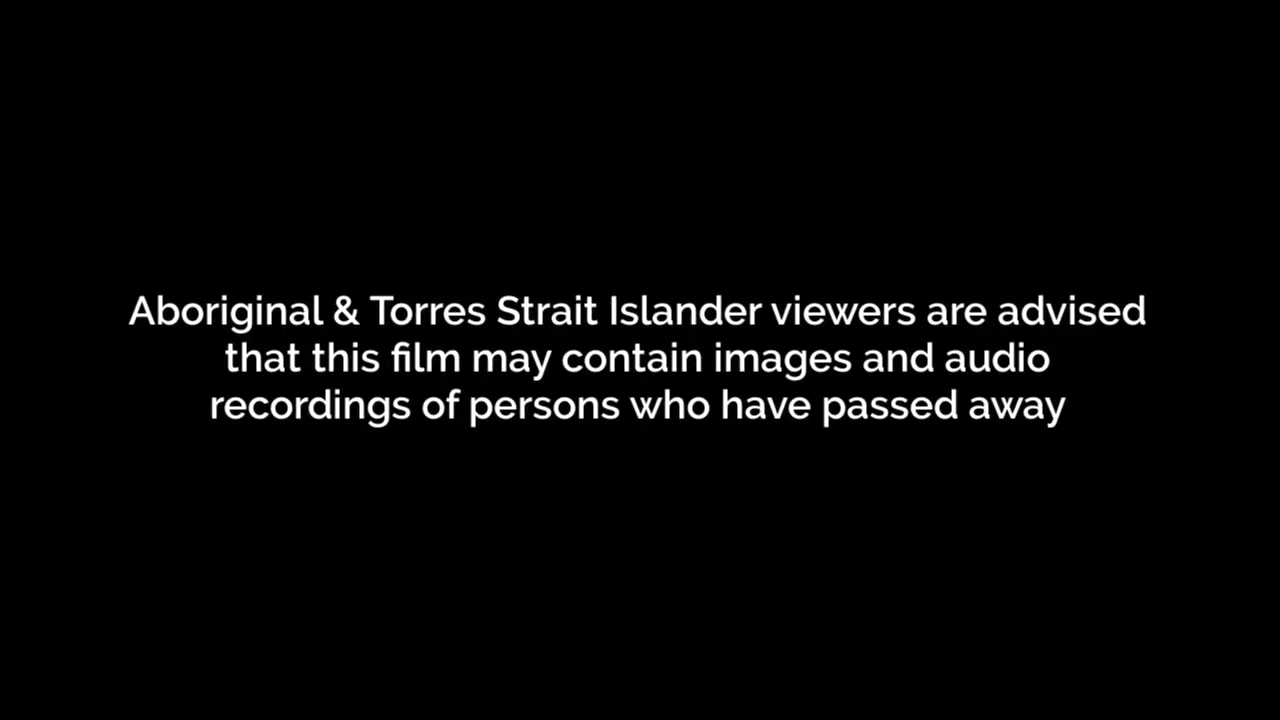 Aboriginal & Torres Strait Islander viewers are advised
that this film may contain images and audio
recordings of persons who have passed away